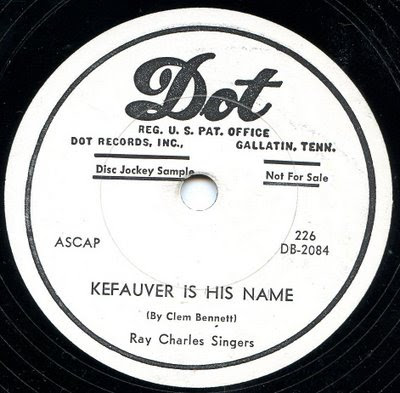 Dot
REG. U. S. PAT. OFFICE
DOT RECORDS, INC., GALLATIN, TENN.
Disc Jockey Sample Not For Sale
ASCAP
226
DB-2084
KEFAUVER IS HIS NAME
(By Clem Bennett)
Ray Charles Singers